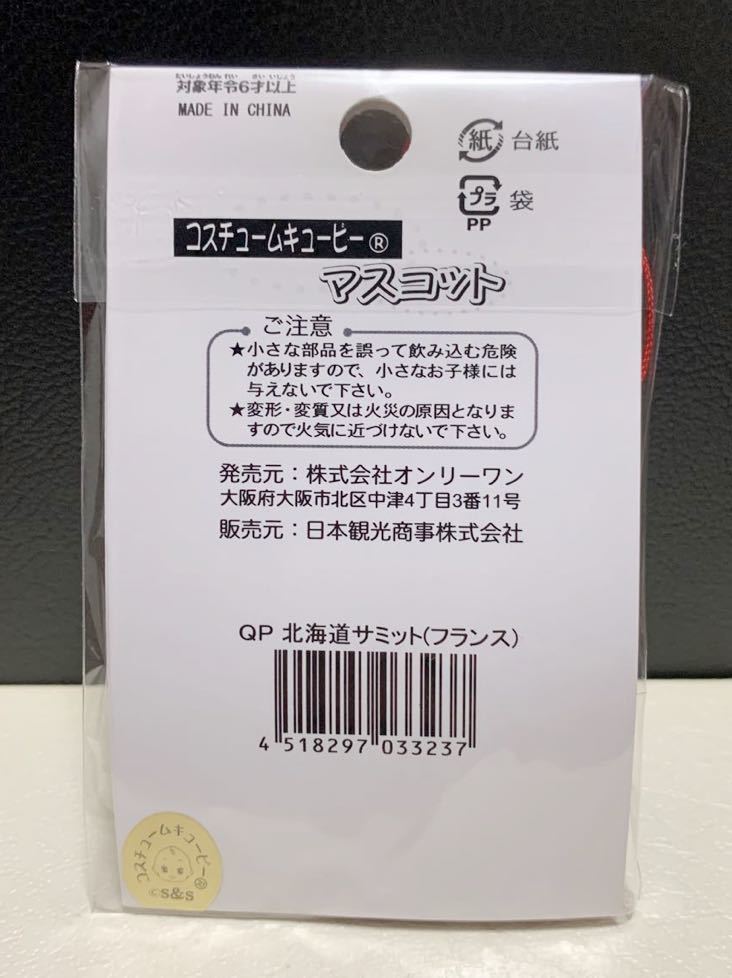 たいしょうねんれい さい いじょう
対象年令6才以上
MADE IN CHINA
紙 台紙
プラ 袋
PP
コスチュームキューピー®
マスコット
ご注意
★小さな部品を誤って飲み込む危険
がありますので、小さなお子様には
与えないで下さい。
★変形・変質又は火災の原因となりま
すので火気に近づけないで下さい。
発売元：株式会社オンリーワン
大阪府大阪市北区中津4丁目3番11号
販売元：日本観光商事株式会社
QP 北海道サミット(フランス)
4 518297 033237
コスチュームキューピー®
©S&S